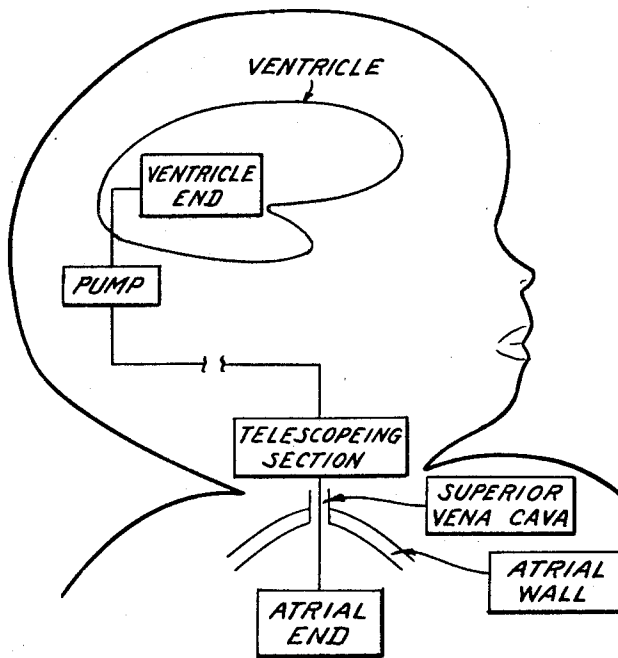 VENTRICLE
VENTRICLE
END
PUMP
TELESCOPEING
SECTION
SUPERIOR
VENA CAVA
ATRIAL
WALL
ATRIAL
END